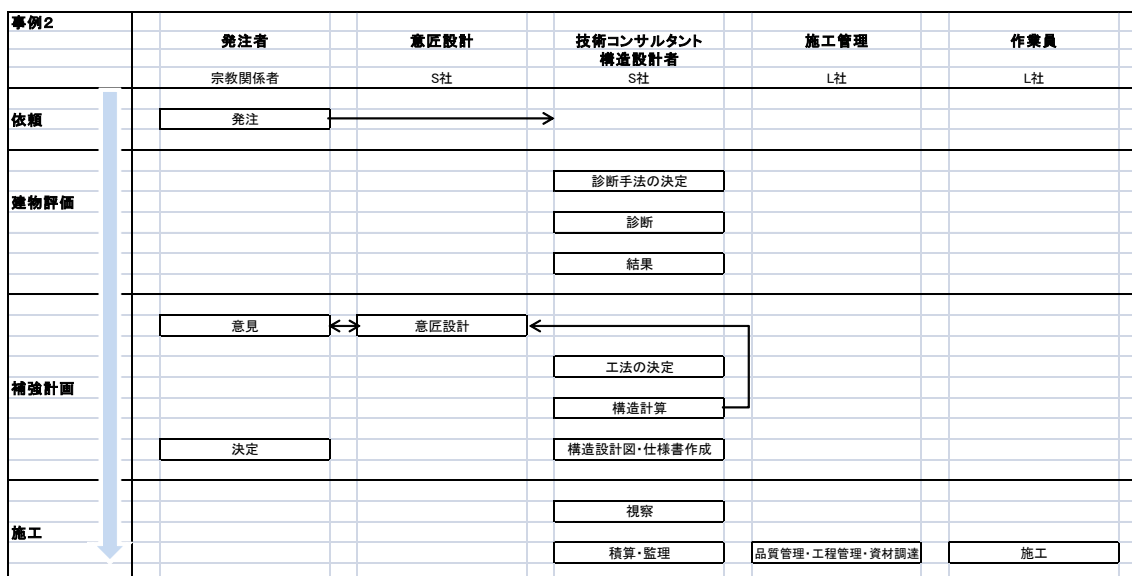 事例2
発注者 意匠設計 技術コンサルタント 施工管理 作業員
構造設計者
宗教関係者 S社 S社 L社 L社
依頼 発注
診断手法の決定
建物評価
診断
結果
意見 意匠設計
工法の決定
補強計画
構造計算
決定 構造設計図・仕様書作成
視察
施工
積算・監理 品質管理・工程管理・資材調達 施工